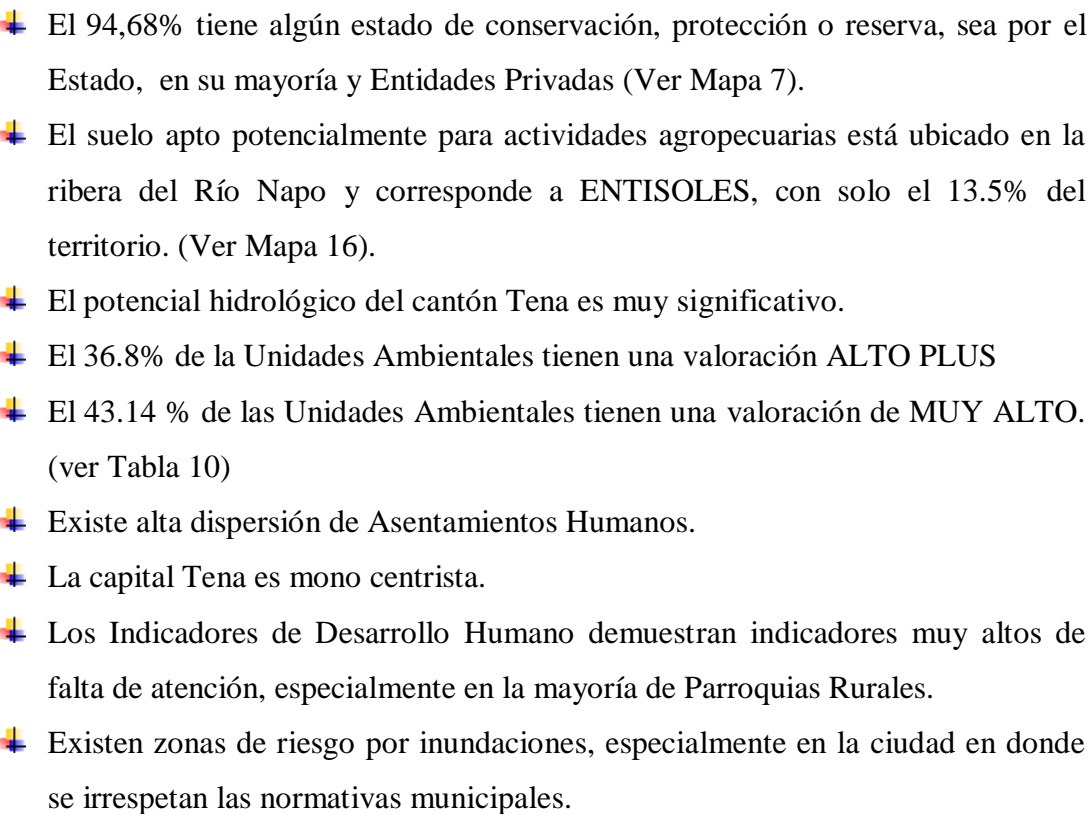 El 94,68% tiene algún estado de conservación, protección o reserva, sea por el
Estado, en su mayoría y Entidades Privadas (Ver Mapa 7).
El suelo apto potencialmente para actividades agropecuarias está ubicado en la
ribera del Río Napo y corresponde a ENTISOLES, con solo el 13.5% del
territorio. (Ver Mapa 16).
El potencial hidrológico del cantón Tena es muy significativo.
El 36.8% de la Unidades Ambientales tienen una valoración ALTO PLUS
El 43.14 % de las Unidades Ambientales tienen una valoración de MUY ALTO.
(ver Tabla 10)
Existe alta dispersión de Asentamientos Humanos.
La capital Tena es mono centrista.
Los Indicadores de Desarrollo Humano demuestran indicadores muy altos de
falta de atención, especialmente en la mayoría de Parroquias Rurales.
Existen zonas de riesgo por inundaciones, especialmente en la ciudad en donde
se irrespetan las normativas municipales.